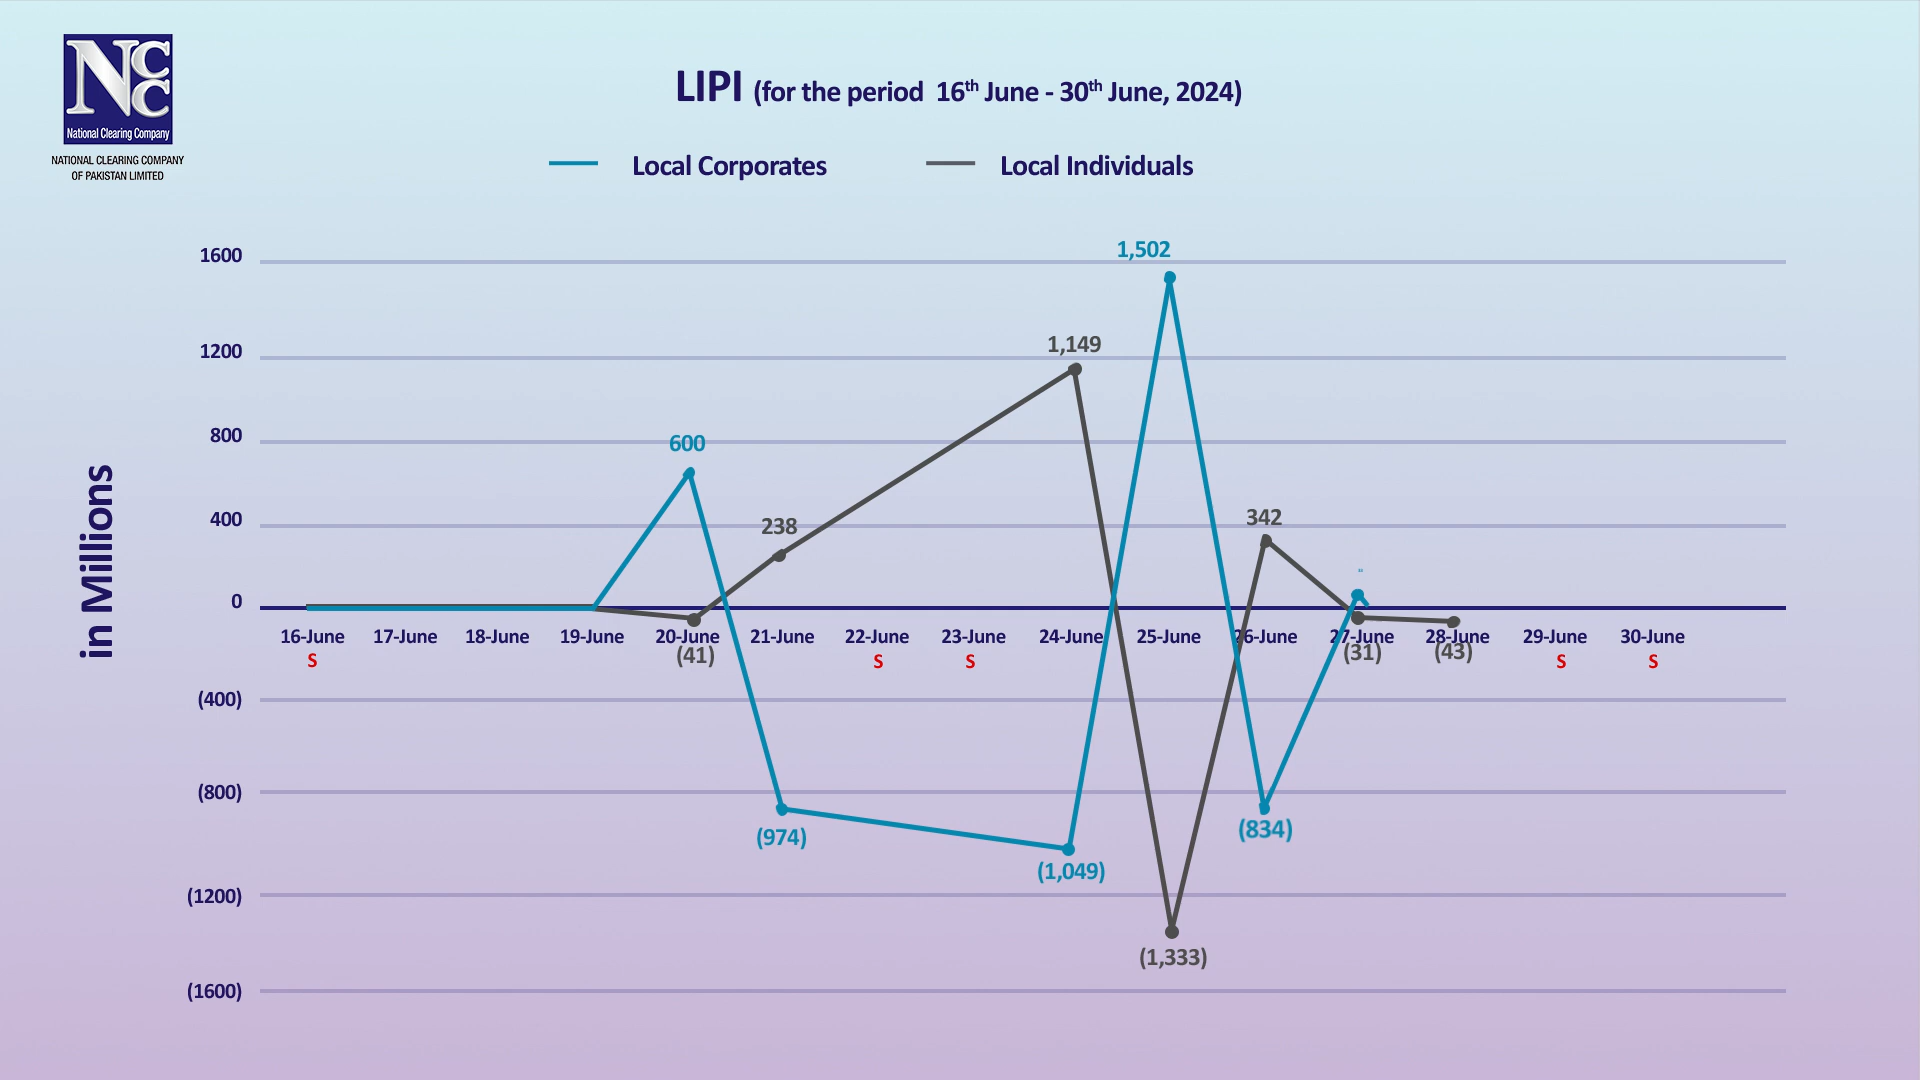 NCC
National Clearing Company
NATIONAL CLEARING COMPANY
OF PAKISTAN LIMITED
LIPI (for the period 16th June - 30th June, 2024)
Local Corporates
Local Individuals
in Millions
1600
1200
800
400
0
(400)
(800)
(1200)
(1600)
1,502
1,149
600
238
342
16-June 17-June 18-June 19-June 20-June 21-June 22-June 23-June 24-June 25-June 26-June 27-June 28-June 29-June 30-June
S S S S S
(41)
(31)
(43)
(974)
(1,049)
(834)
(1,333)